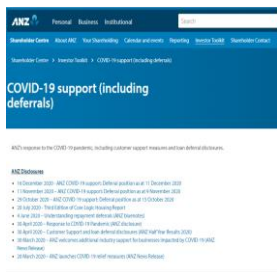 ANZ
Personal Business Institutional
Search
Shareholder Centre About ANZ Your Shareholding Calendar and events Reporting Investor Toolkit Shareholder Contact
Shareholder Centre > Investor Toolkit > COVID-19 support (including deferrals)
COVID-19 support (including
deferrals)
ANZ's response to the COVID-19 pandemic, including customer support measures and loan deferral disclosures.
ANZ Disclosures
16 December 2020 - ANZ COVID-19 support: Deferral position as at 11 December 2020
11 November 2020 - ANZ COVID-19 support: Deferral position as at 9 November 2020
29 October 2020 - ANZ COVID-19 support: Deferral position as at 15 October 2020
20 July 2020 - Third Edition of Core Logic Housing Report
4 June 2020 - Understanding repayment deferrals (ANZ bluenotes)
30 April 2020 - Response to COVID-19 Pandemic (ANZ disclosure)
30 April 2020 - Customer Support and loan deferral disclosures (ANZ Half Year Results 2020)
30 March 2020 - ANZ welcomes additional industry support for businesses impacted by COVID-19 (ANZ
News Release)
20 March 2020 - ANZ launches COVID-19 relief measures (ANZ News Release)